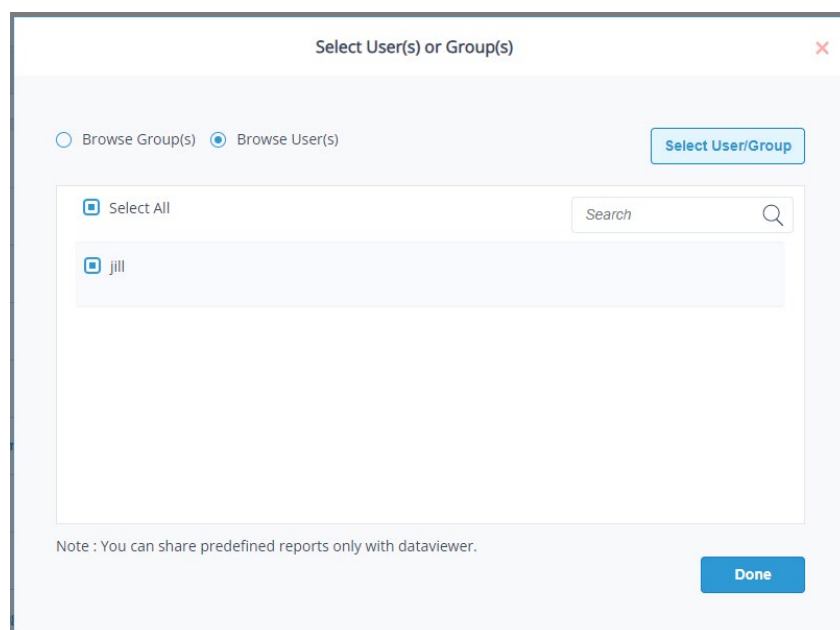 Select User(s) or Group(s)
Browse Group(s) Browse User(s) Select User/Group
Select All Search
jill
Note : You can share predefined reports only with dataviewer.
Done